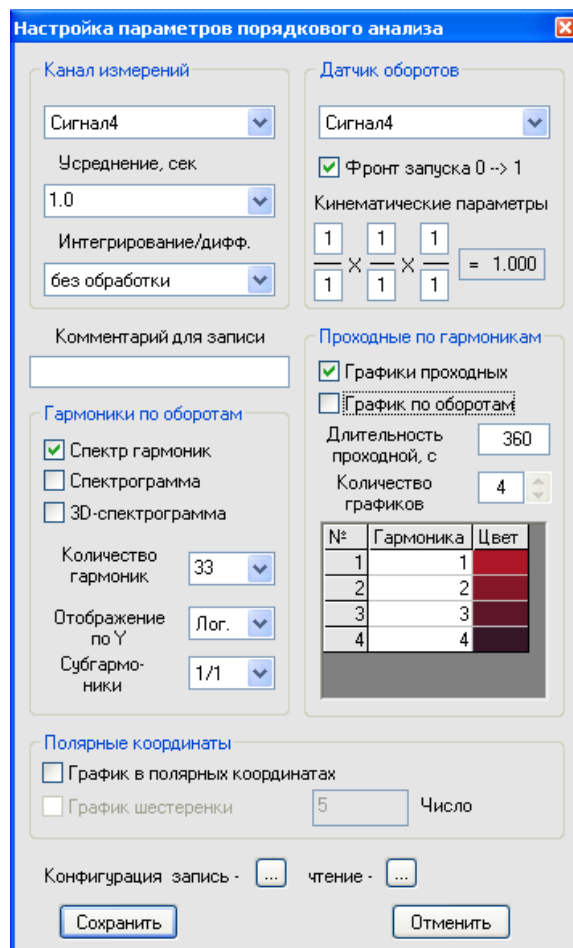 Настройка параметров порядкового анализа
Канал измерений
Сигнал4
Усреднение, сек
1.0
Интегрирование/дифф.
без обработки
Датчик оборотов
Сигнал4
Фронт запуска 0 --> 1
Кинематические параметры
1 1 1
× × = 1.000
1 1 1
Комментарий для записи
Гармоники по оборотам
Спектр гармоник
Спектрограмма
3D-спектрограмма
Количество
гармоник
33
Отображение
по Y
Лог.
Субгармо-
ники
1/1
Проходные по гармоникам
Графики проходных
График по оборотам
Длительность
проходной, с
360
Количество
графиков
4
№ Гармоника Цвет
1 1
2 2
3 3
4 4
Полярные координаты
График в полярных координатах
График шестеренки 5 Число
Конфигурация запись - ... чтение - ...
Сохранить Отменить